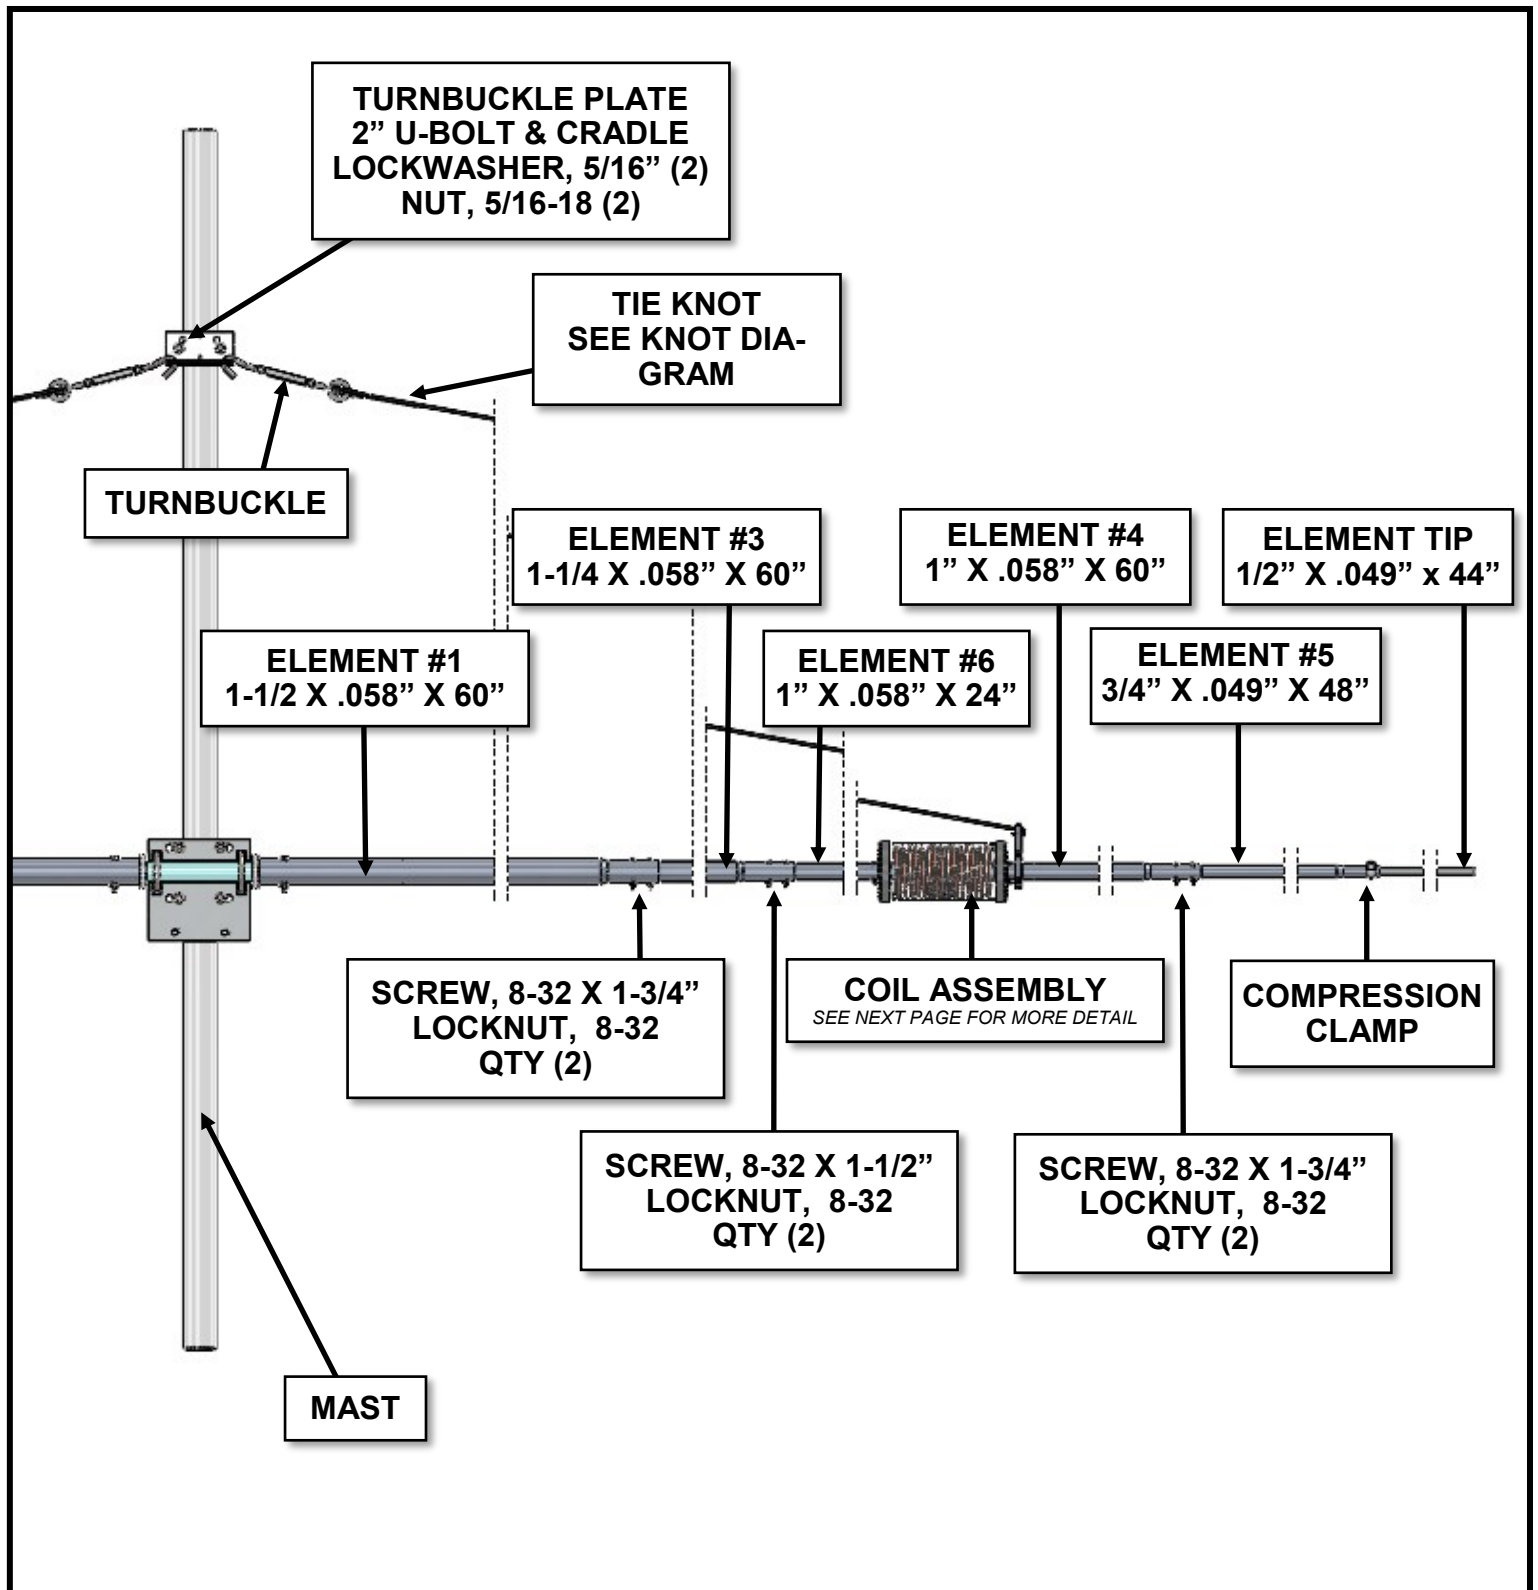 TURNBUCKLE PLATE
2” U-BOLT & CRADLE
LOCKWASHER, 5/16” (2)
NUT, 5/16-18 (2)
TIE KNOT
SEE KNOT DIA-
GRAM
TURNBUCKLE
ELEMENT #3
1-1/4 X .058” X 60”
ELEMENT #4
1” X .058” X 60”
ELEMENT TIP
1/2” X .049” x 44”
ELEMENT #1
1-1/2 X .058” X 60”
ELEMENT #6
1” X .058” X 24”
ELEMENT #5
3/4” X .049” X 48”
SCREW, 8-32 X 1-3/4”
LOCKNUT,  8-32
QTY (2)
COIL ASSEMBLY
SEE NEXT PAGE FOR MORE DETAIL
COMPRESSION
CLAMP
SCREW, 8-32 X 1-1/2”
LOCKNUT,  8-32
QTY (2)
SCREW, 8-32 X 1-3/4”
LOCKNUT,  8-32
QTY (2)
MAST